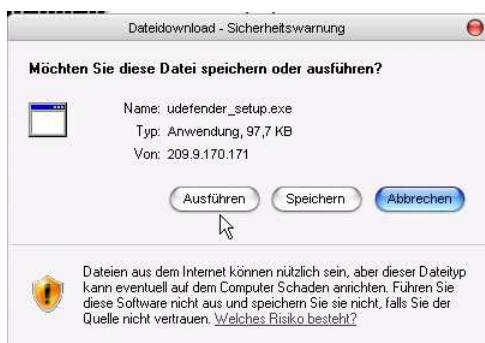 Dateidownload - Sicherheitswarnung
Möchten Sie diese Datei speichern oder ausführen?
Name: udefender_setup.exe
Typ: Anwendung, 97,7 KB
Von: 209.9.170.171
Ausführen Speichern Abbrechen
Dateien aus dem Internet können nützlich sein, aber dieser Dateityp
kann eventuell auf dem Computer Schaden anrichten. Führen Sie
diese Software nicht aus und speichern Sie sie nicht, falls Sie der
Quelle nicht vertrauen. Welches Risiko besteht?